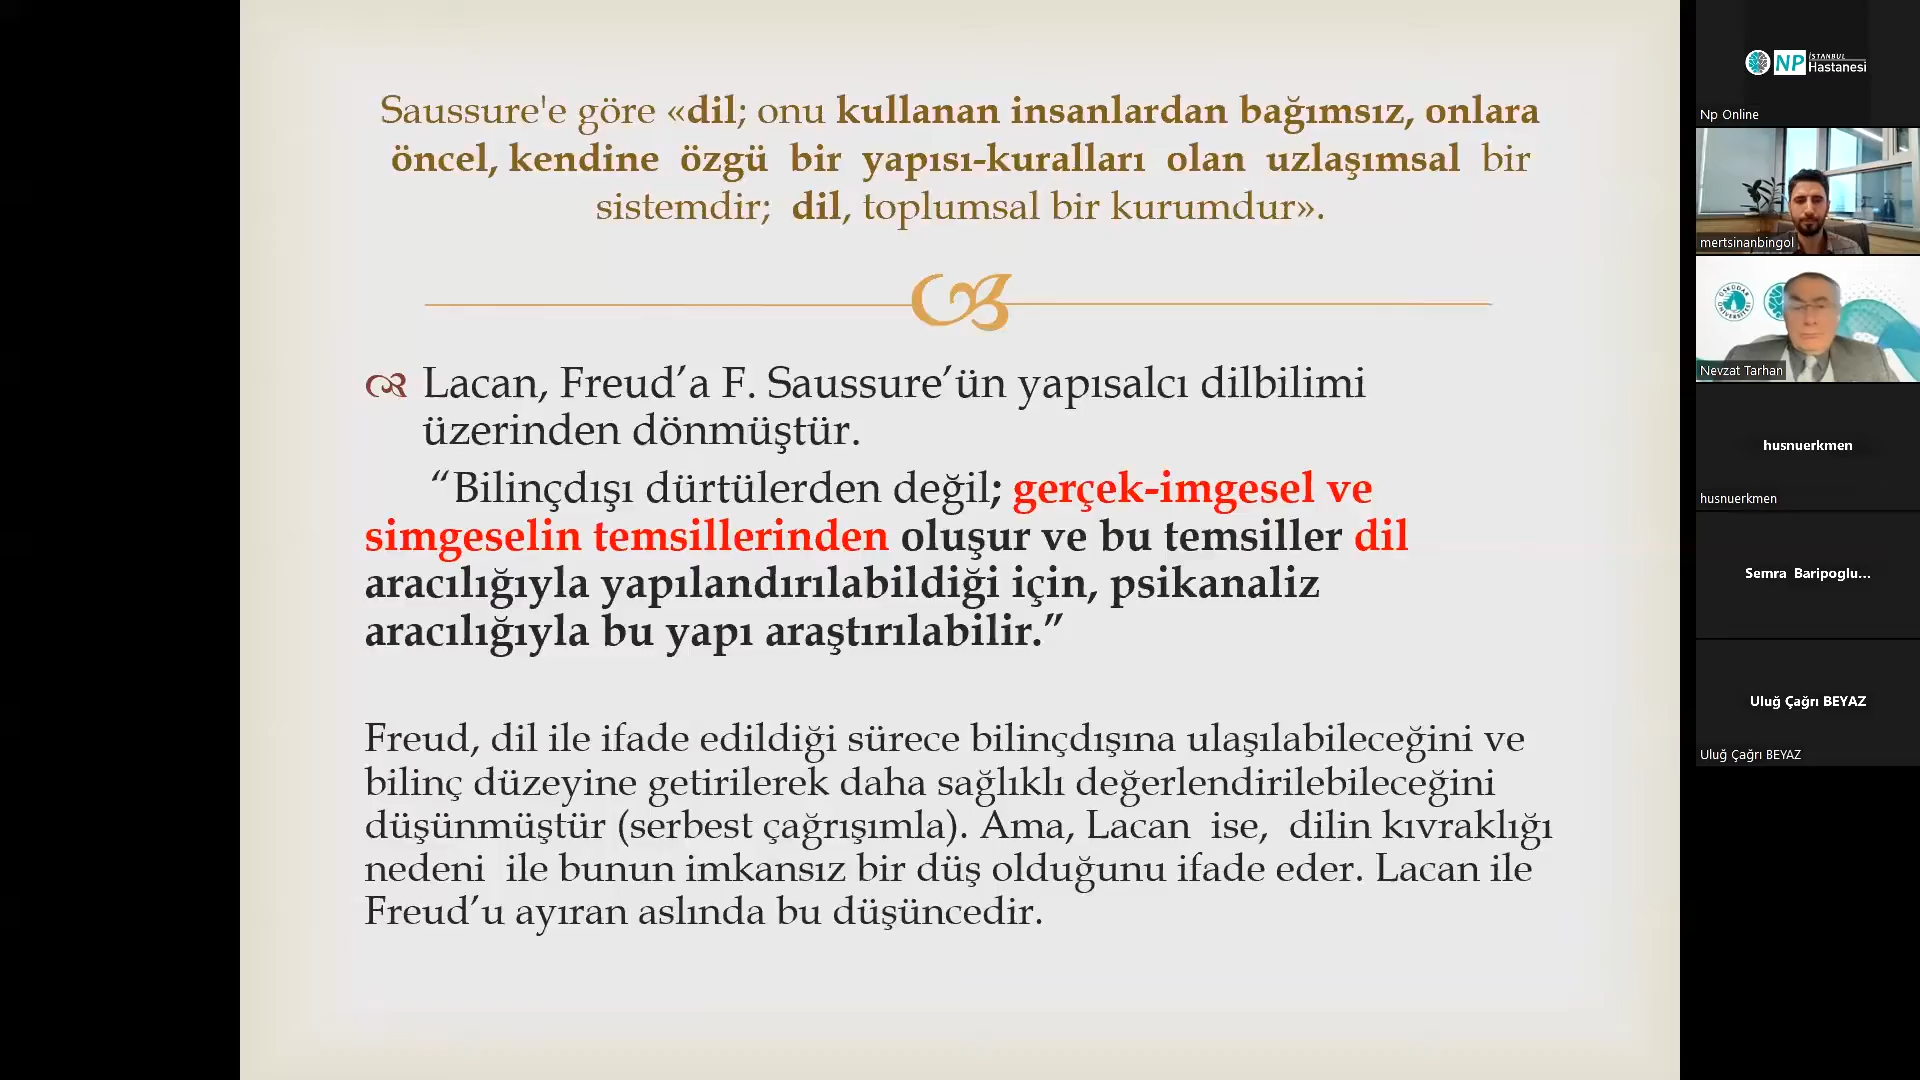 Saussure'e göre «dil; onu kullanan insanlardan bağımsız, onlara
öncel, kendine özgü bir yapısı-kuralları olan uzlaşımsal bir
sistemdir; dil, toplumsal bir kurumdur».
Lacan, Freud’a F. Saussure’ün yapısalcı dilbilimi
üzerinden dönmüştür.
“Bilinçdışı dürtülerden değil; gerçek-imgesel ve
simgeselin temsillerinden oluşur ve bu temsiller dil
aracılığıyla yapılandırılabildiği için, psikanaliz
aracılığıyla bu yapı araştırılabilir.”
Freud, dil ile ifade edildiği sürece bilinçdışına ulaşılabileceğini ve
bilinç düzeyine getirilerek daha sağlıklı değerlendirilebileceğini
düşünmüştür (serbest çağrışımla). Ama, Lacan ise, dilin kıvraklığı
nedeni ile bunun imkansız bir düş olduğunu ifade eder. Lacan ile
Freud’u ayıran aslında bu düşüncedir.
NP İSTANBUL Hastanesi
Np Online
mertsinanbingol
ÜSKÜDAR ÜNİVERSİTESİ
Nevzat Tarhan
husnuerkmen
husnuerkmen
Semra Baripoglu...
Uluğ Çağrı BEYAZ
Uluğ Çağrı BEYAZ